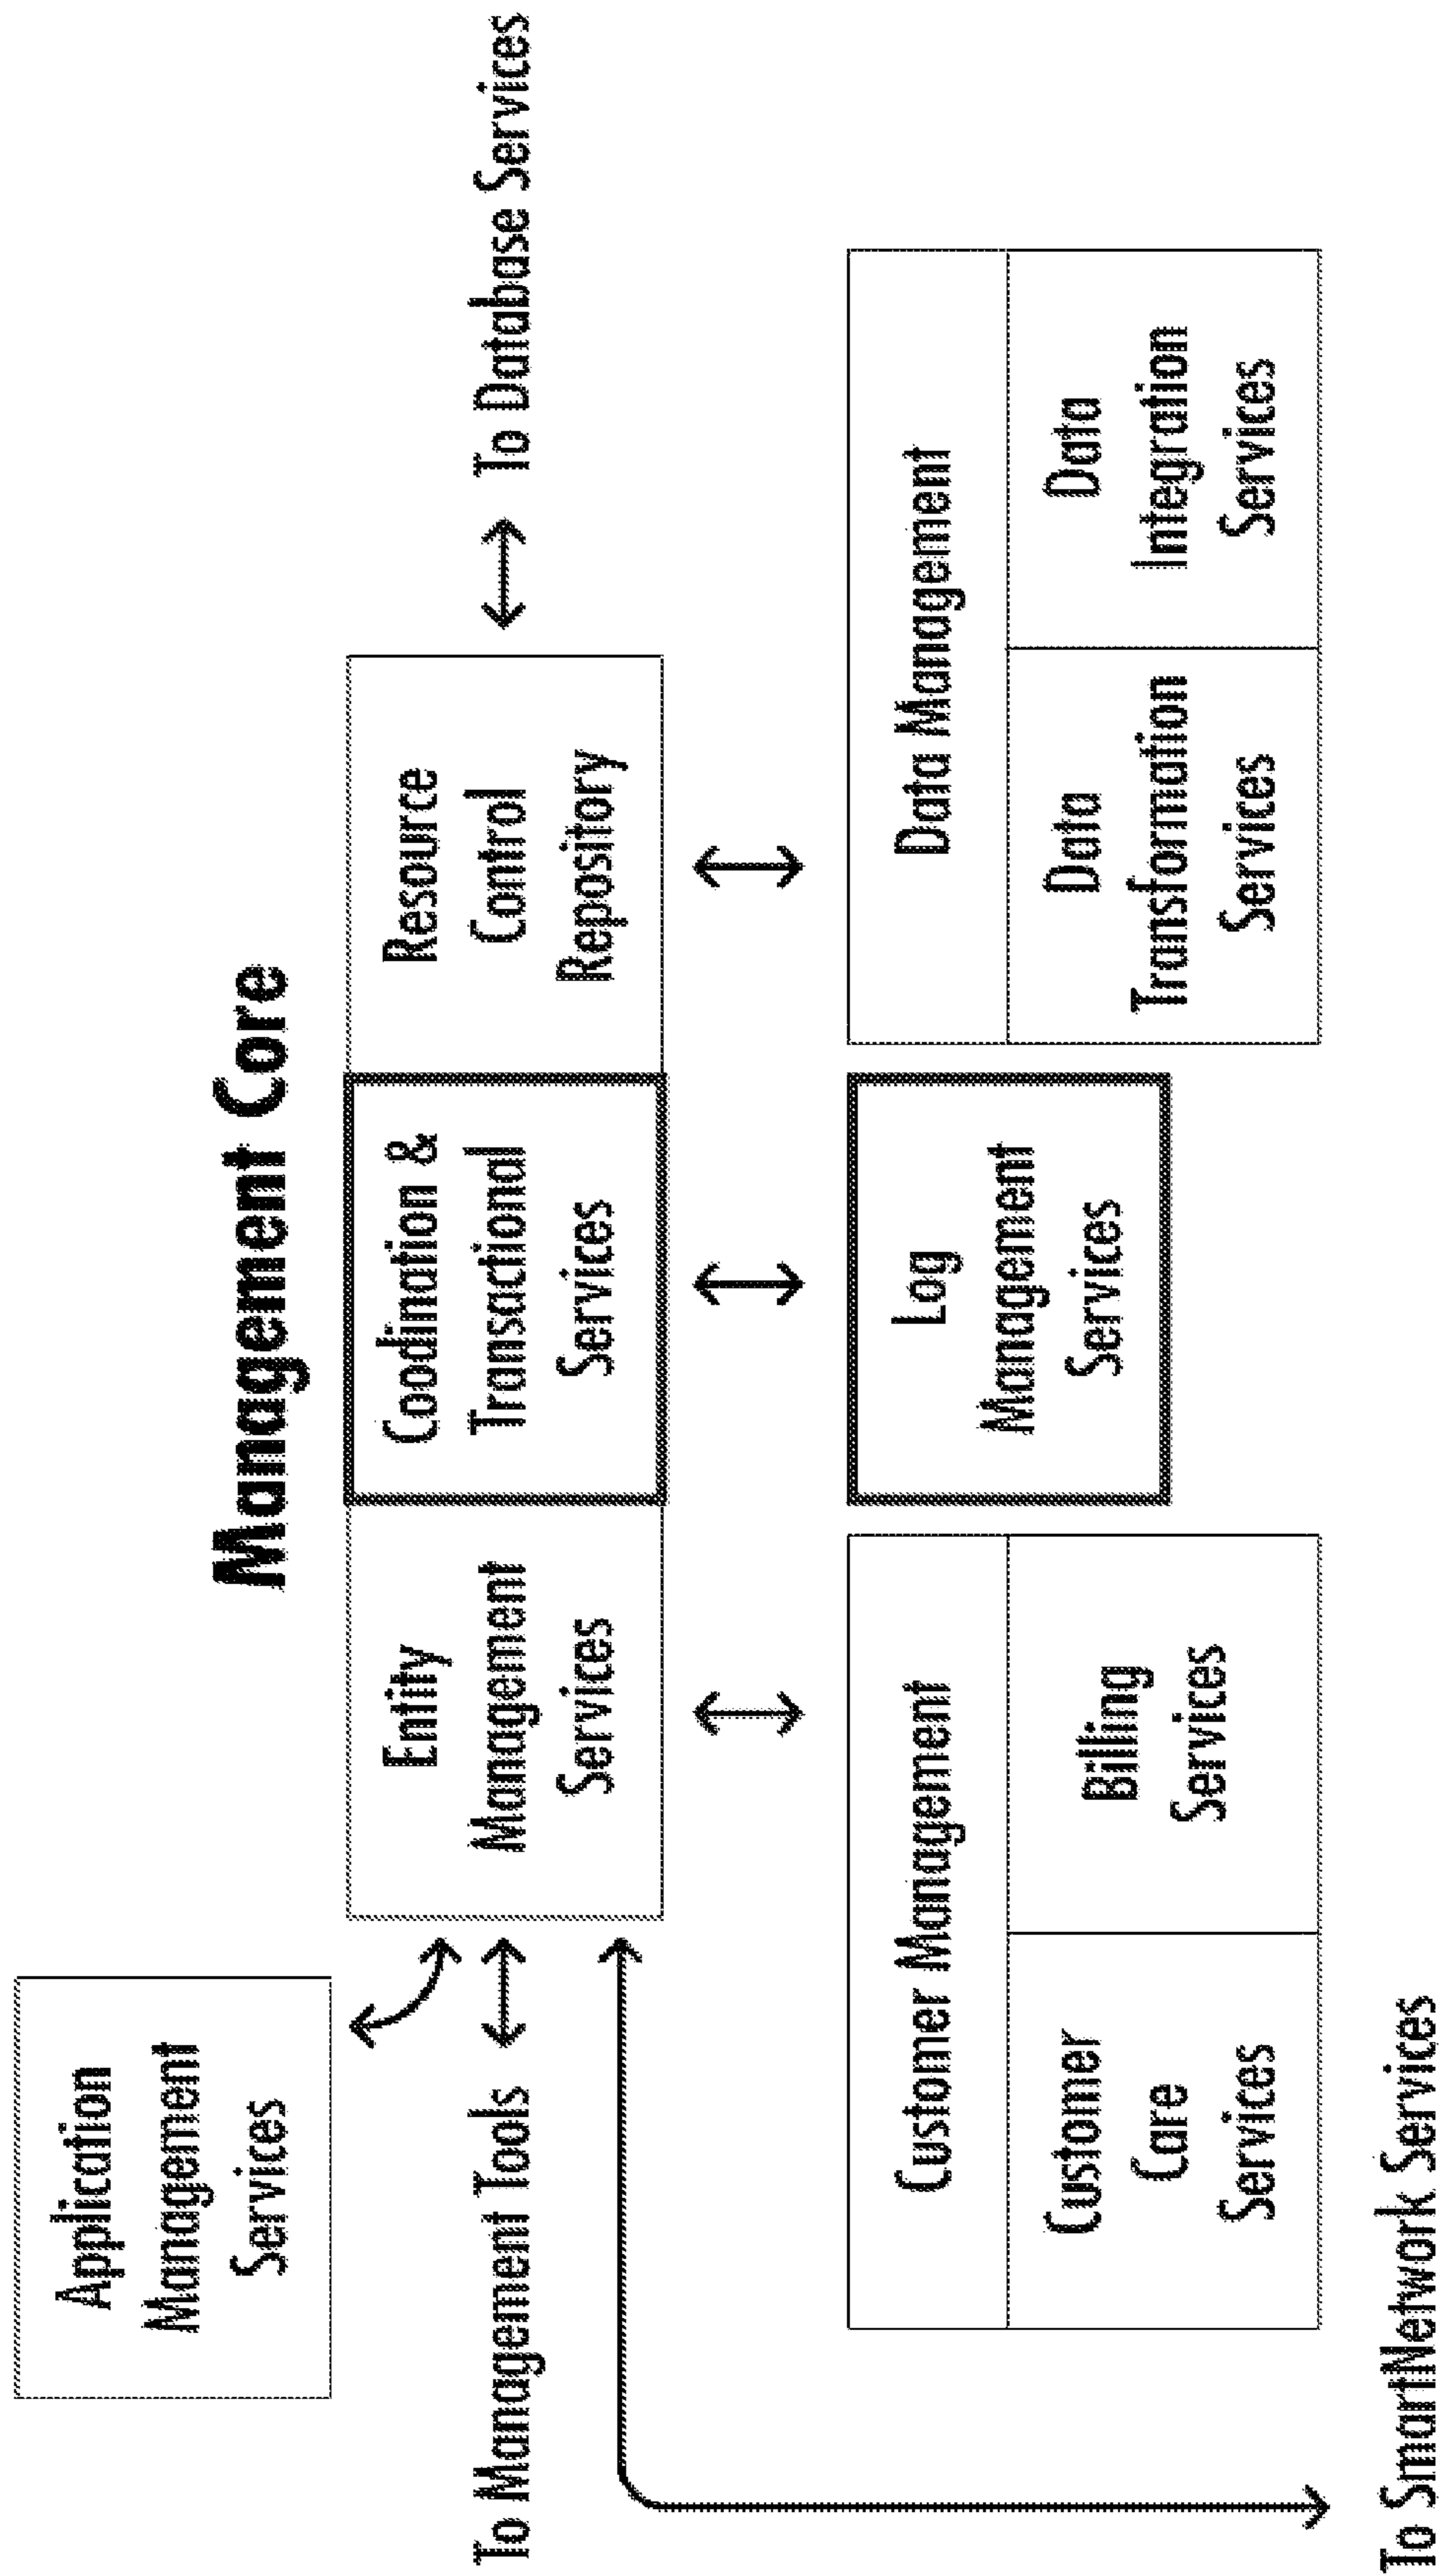 Management Core
Application
Management
Services
To Management Tools
Entity
Management
Services
Coodination &
Transactional
Services
Resource
Control
Repository
To Database Services
Customer Management
Customer
Care
Services
Billing
Services
Log
Management
Services
Data Management
Data
Transformation
Services
Data
Integration
Services
To SmartNetwork Services